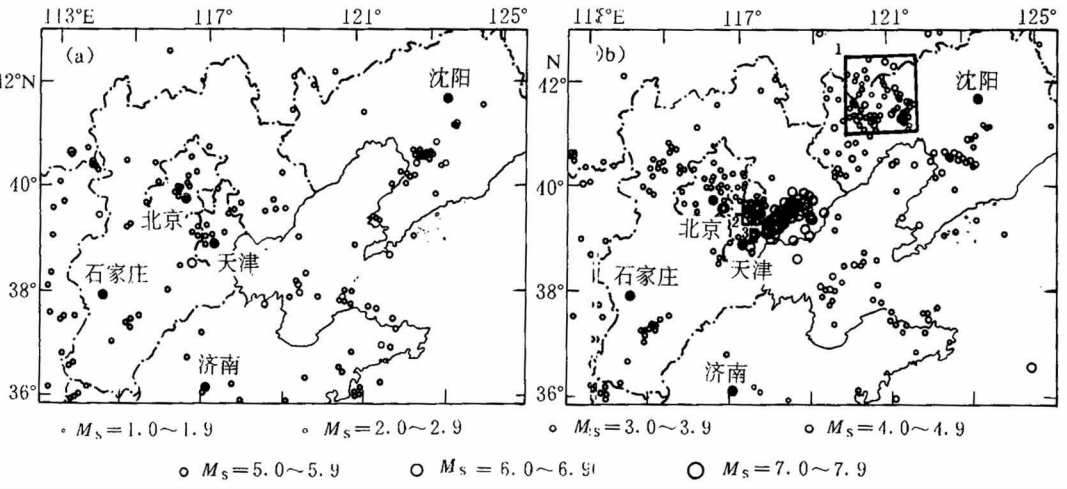 113°E 117° 121° 125°
(a)
42°N
沈阳
40°
北京
天津
石家庄
38°
济南
36°
113°E 117° 121° 125°
(b)
1
N
42°
沈阳
40°
北京
2
3
天津
石家庄
38°
济南
36°
Ms=1.0～1.9 Ms=2.0～2.9 Ms=3.0～3.9 Ms=4.0～4.9
Ms=5.0～5.9 Ms=6.0～6.9 Ms=7.0～7.9